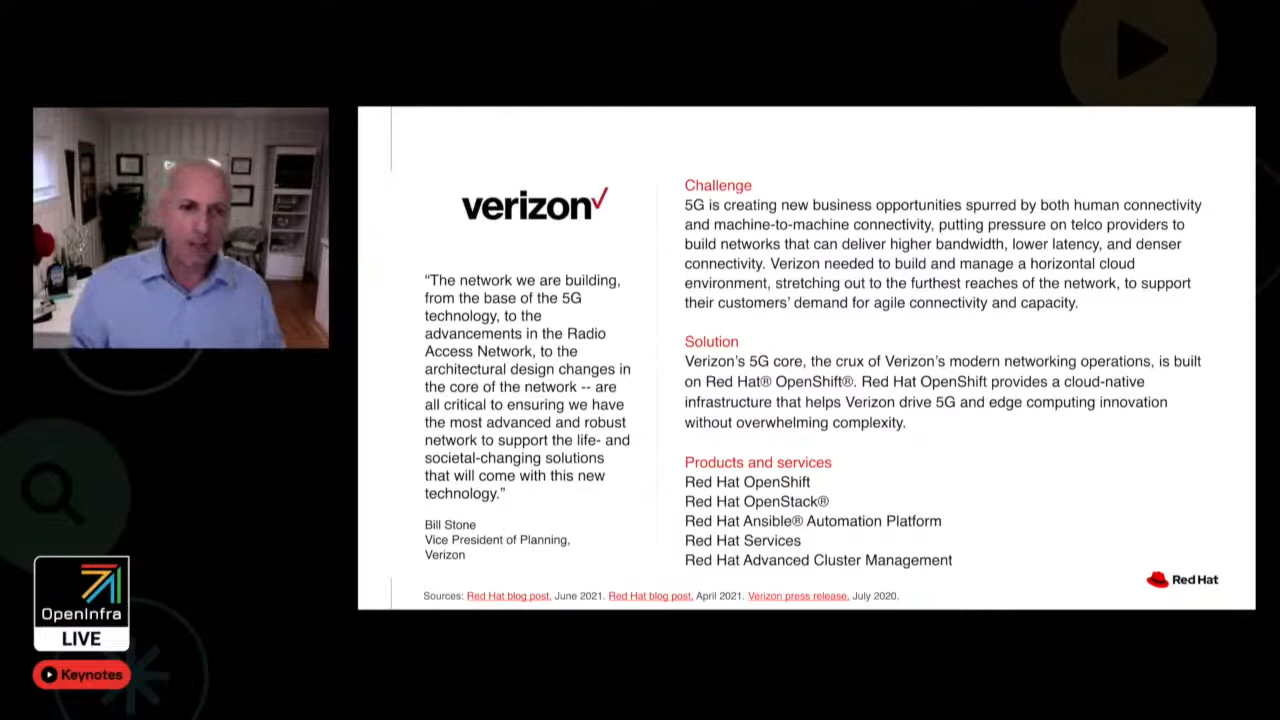 verizon
“The network we are building,
from the base of the 5G
technology, to the
advancements in the Radio
Access Network, to the
architectural design changes in
the core of the network -- are
all critical to ensuring we have
the most advanced and robust
network to support the life- and
societal-changing solutions
that will come with this new
technology.”
Bill Stone
Vice President of Planning,
Verizon
Challenge
5G is creating new business opportunities spurred by both human connectivity
and machine-to-machine connectivity, putting pressure on telco providers to
build networks that can deliver higher bandwidth, lower latency, and denser
connectivity. Verizon needed to build and manage a horizontal cloud
environment, stretching out to the furthest reaches of the network, to support
their customers’ demand for agile connectivity and capacity.
Solution
Verizon’s 5G core, the crux of Verizon’s modern networking operations, is built
on Red Hat® OpenShift®. Red Hat OpenShift provides a cloud-native
infrastructure that helps Verizon drive 5G and edge computing innovation
without overwhelming complexity.
Products and services
Red Hat OpenShift
Red Hat OpenStack®
Red Hat Ansible® Automation Platform
Red Hat Services
Red Hat Advanced Cluster Management
Red Hat
Sources: Red Hat blog post, June 2021. Red Hat blog post, April 2021. Verizon press release, July 2020.
OpenInfra
LIVE
Keynotes